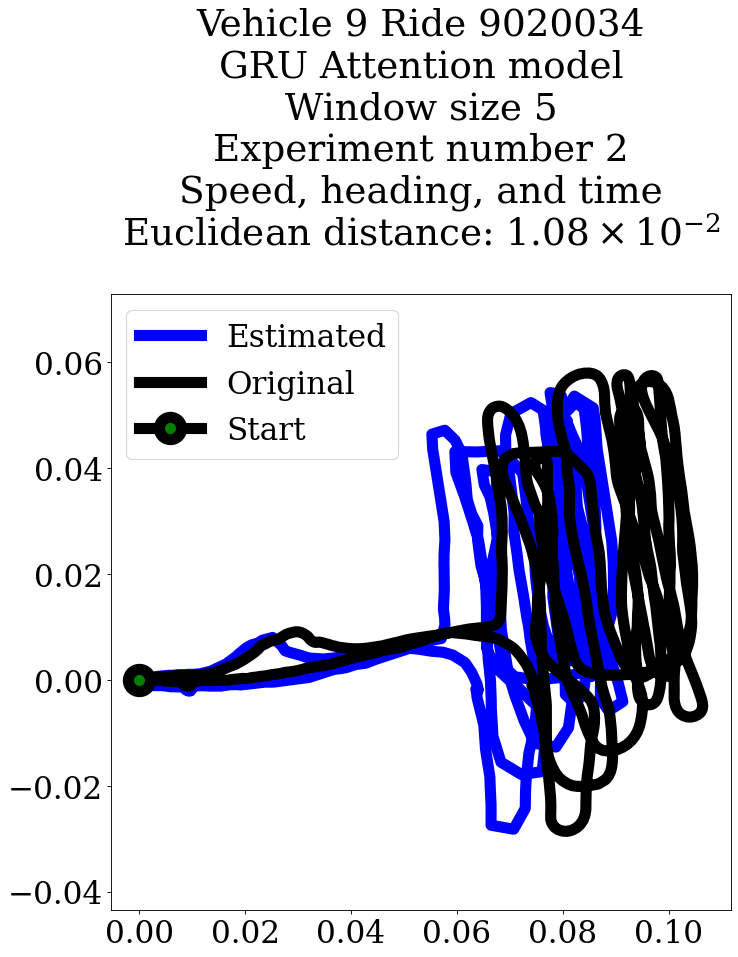 Vehicle 9 Ride 9020034
GRU Attention model
Window size 5
Experiment number 2
Speed, heading, and time
Euclidean distance: 1.08 × 10⁻²
Estimated
Original
Start
0.06
0.04
0.02
0.00
−0.02
−0.04
0.00 0.02 0.04 0.06 0.08 0.10